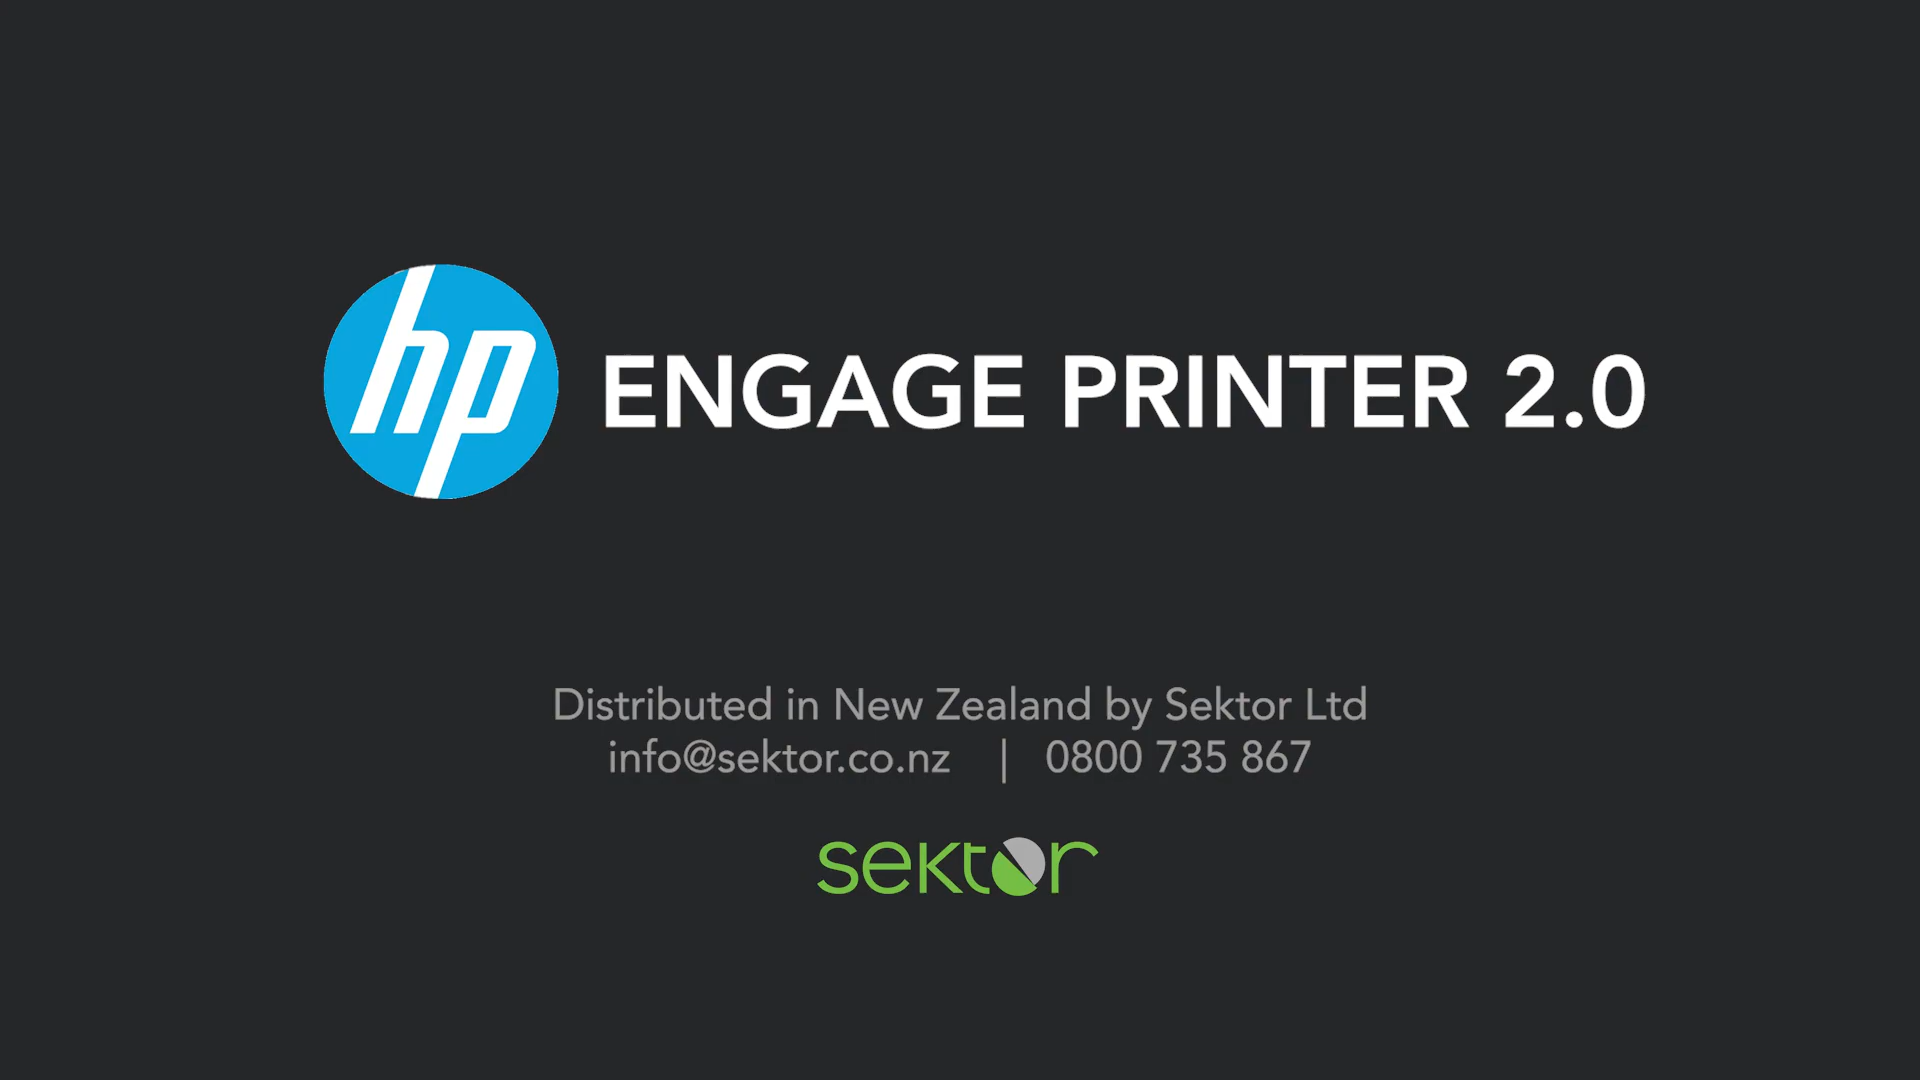 hp ENGAGE PRINTER 2.0
Distributed in New Zealand by Sektor Ltd
info@sektor.co.nz | 0800 735 867
sektor